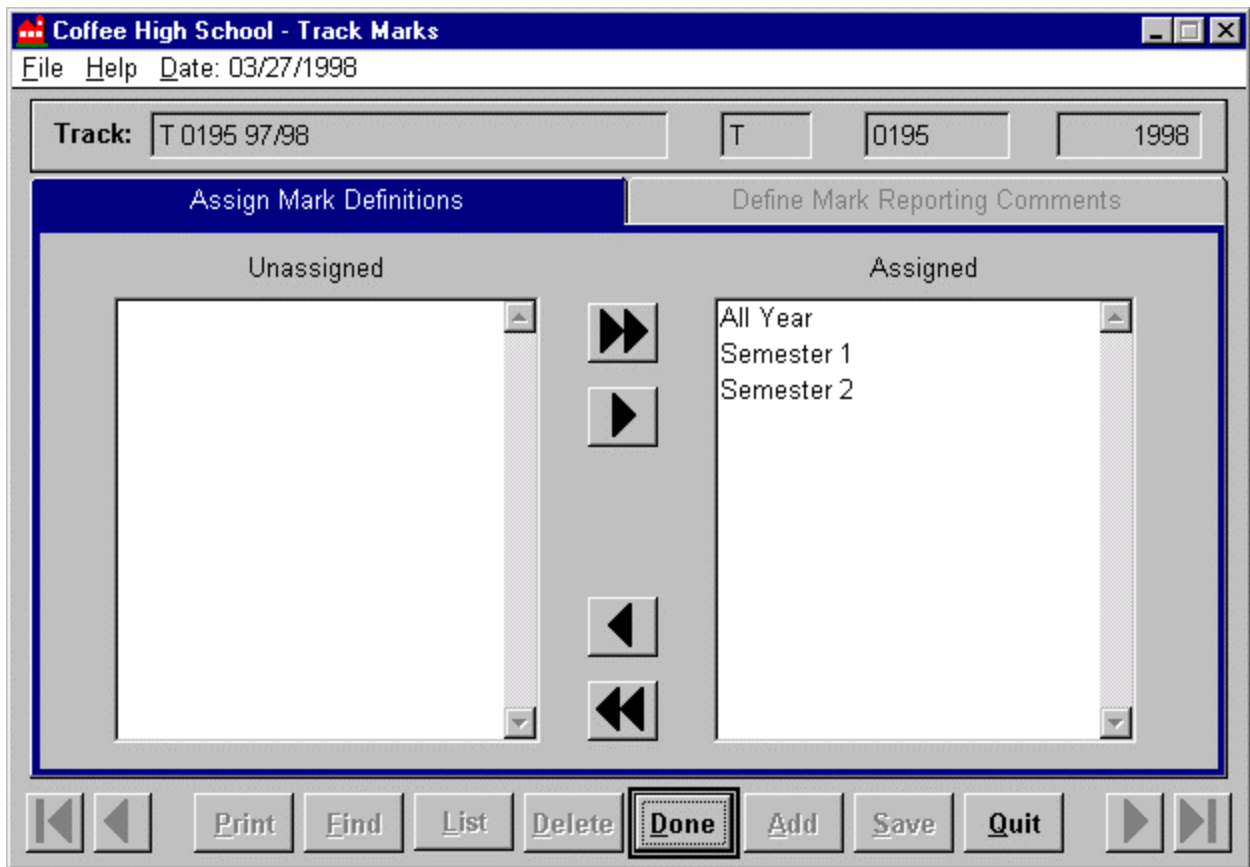 Coffee High School - Track Marks
File Help Date: 03/27/1998
Track: T 0195 97/98 T 0195 1998
Assign Mark Definitions Define Mark Reporting Comments
Unassigned Assigned
All Year
Semester 1
Semester 2
Print Find List Delete Done Add Save Quit